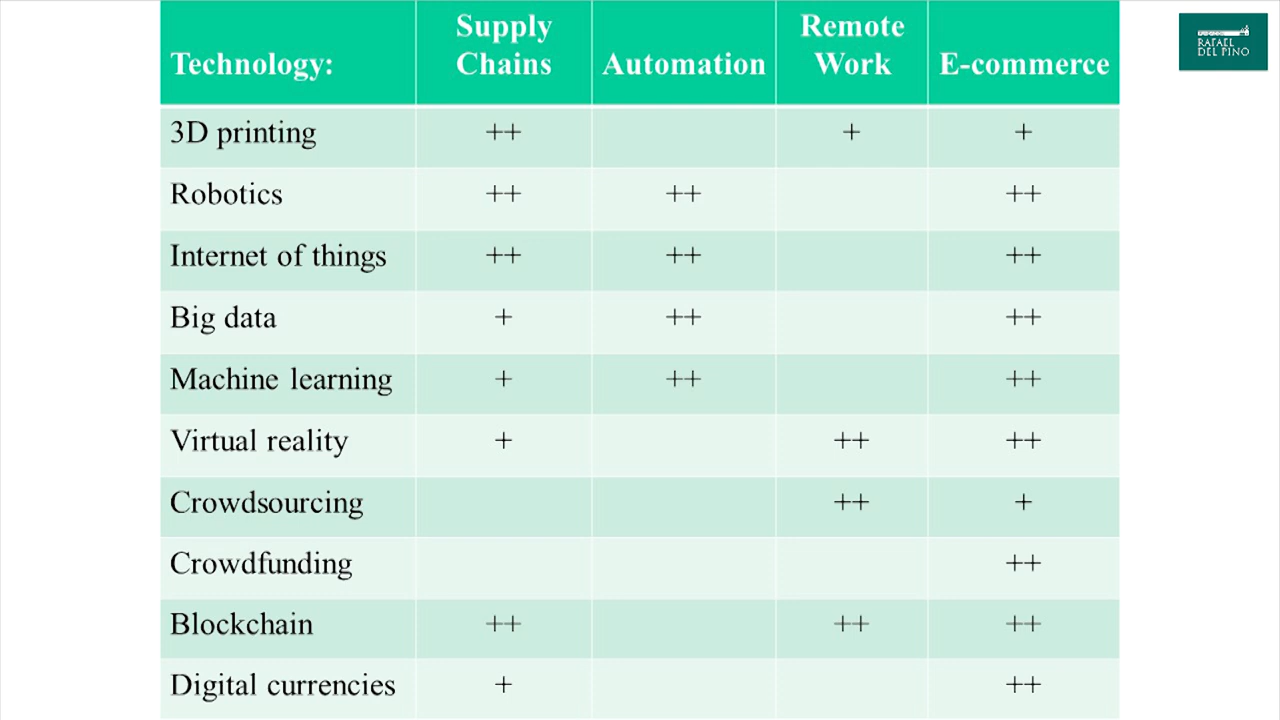 Technology: Supply Chains Automation Remote Work E-commerce
3D printing ++ + +
Robotics ++ ++ ++
Internet of things ++ ++ ++
Big data + ++ ++
Machine learning + ++ ++
Virtual reality + ++ ++
Crowdsourcing ++ +
Crowdfunding ++
Blockchain ++ ++ ++
Digital currencies + ++
RAFAEL
DEL PINO